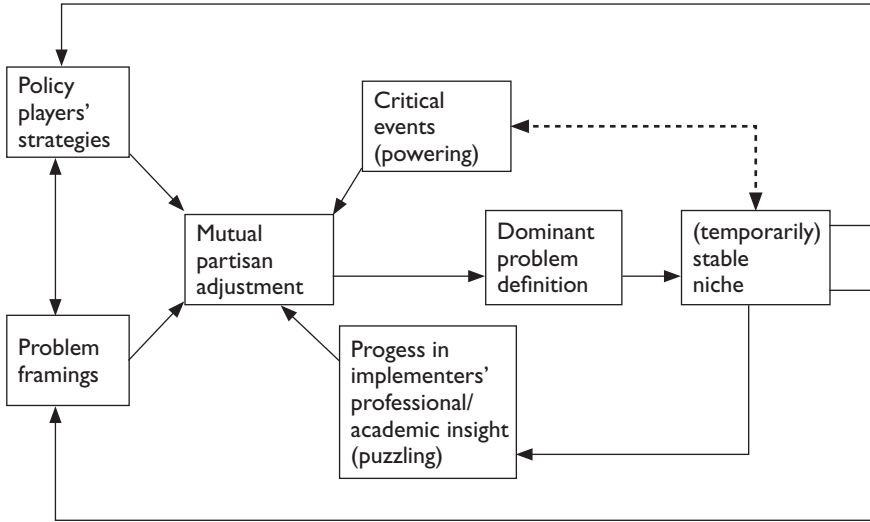 Policy
players’
strategies
Critical
events
(powering)
Mutual
partisan
adjustment
Dominant
problem
definition
(temporarily)
stable
niche
Problem
framings
Progess in
implementers’
professional/
academic insight
(puzzling)